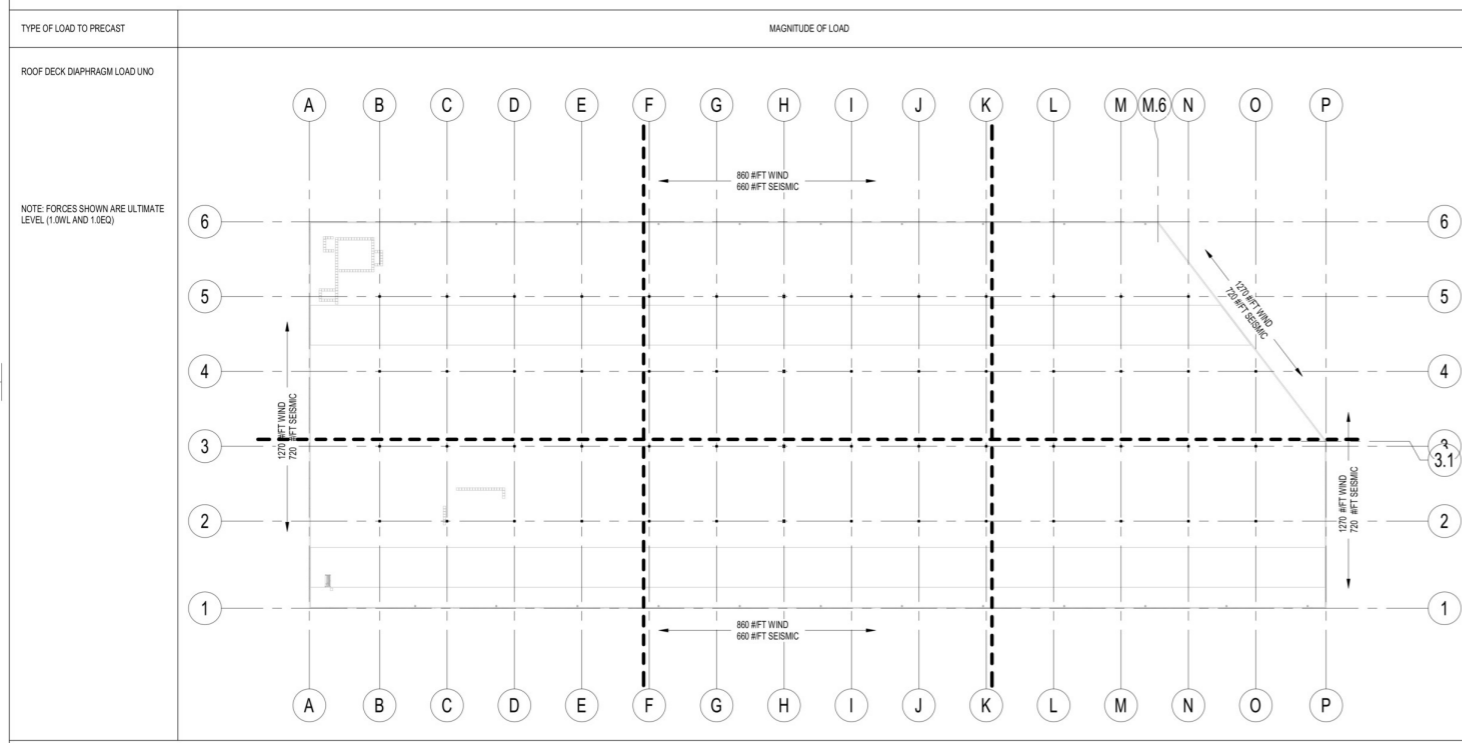 TYPE OF LOAD TO PRECAST
MAGNITUDE OF LOAD
ROOF DECK DIAPHRAGM LOAD UNO
NOTE: FORCES SHOWN ARE ULTIMATE
LEVEL (1.0WL AND 1.0EQ)
A B C D E F G H I J K L M M.6 N O P
860 #/FT WIND
660 #/FT SEISMIC
6 6
5 5
1270 #/FT WIND
720 #/FT SEISMIC
4 4
1270 #/FT WIND
720 #/FT SEISMIC
3 3
3.1
1270 #/FT WIND
720 #/FT SEISMIC
2 2
1 1
860 #/FT WIND
660 #/FT SEISMIC
A B C D E F G H I J K L M N O P